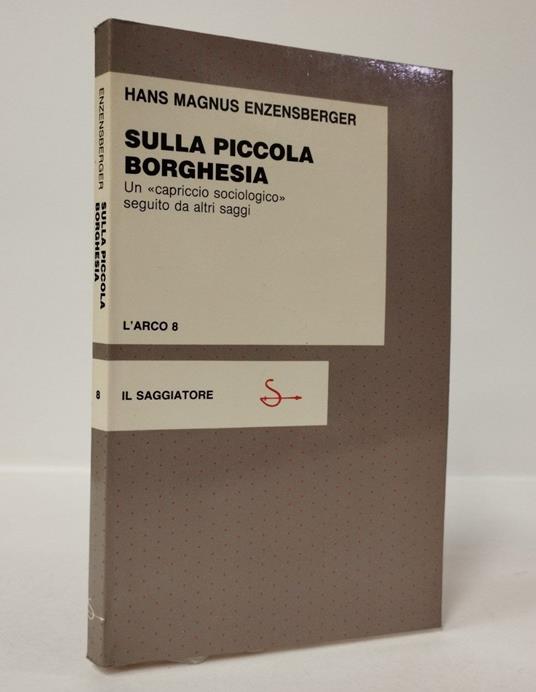 HANS MAGNUS ENZENSBERGER
SULLA PICCOLA
BORGHESIA
Un «capriccio sociologico»
seguito da altri saggi
L'ARCO 8
IL SAGGIATORE
ENZENSBERGER
SULLA PICCOLA
BORGHESIA
8